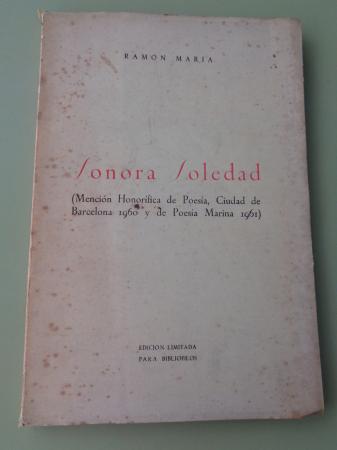 RAMON MARIA
Sonora Soledad
(Mención Honorífica de Poesía, Ciudad de
Barcelona 1960 y de Poesía Marina 1961)
EDICION LIMITADA
PARA BIBLIOFILOS